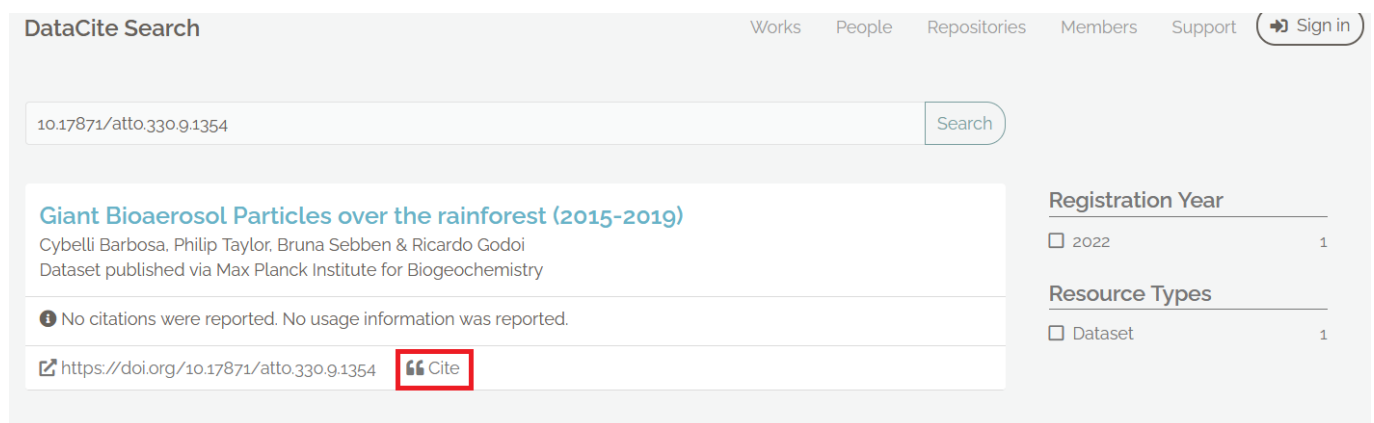 DataCite Search
Works People Repositories Members Support Sign in
10.17871/atto.330.9.1354 Search
Giant Bioaerosol Particles over the rainforest (2015-2019)
Cybelli Barbosa, Philip Taylor, Bruna Sebben & Ricardo Godoi
Dataset published via Max Planck Institute for Biogeochemistry
No citations were reported. No usage information was reported.
https://doi.org/10.17871/atto.330.9.1354 Cite
Registration Year
2022 1
Resource Types
Dataset 1